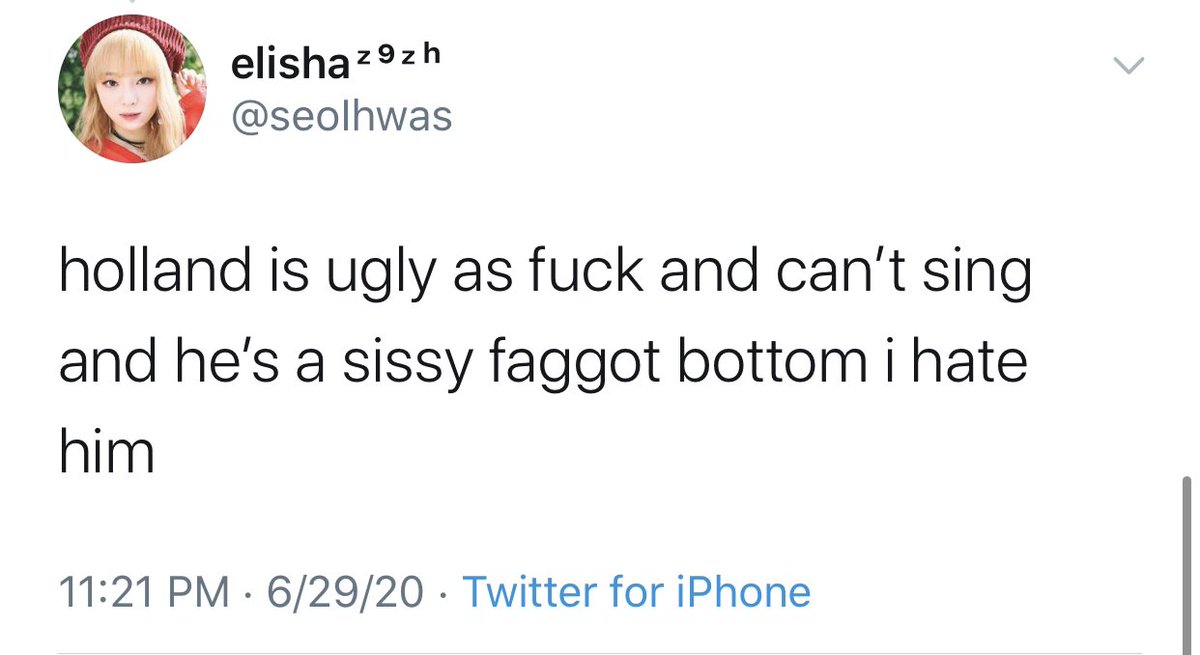 elisha ᶻ ⁹ ᶻ ʰ
@seolhwas
holland is ugly as fuck and can’t sing
and he’s a sissy faggot bottom i hate
him
11:21 PM · 6/29/20 · Twitter for iPhone